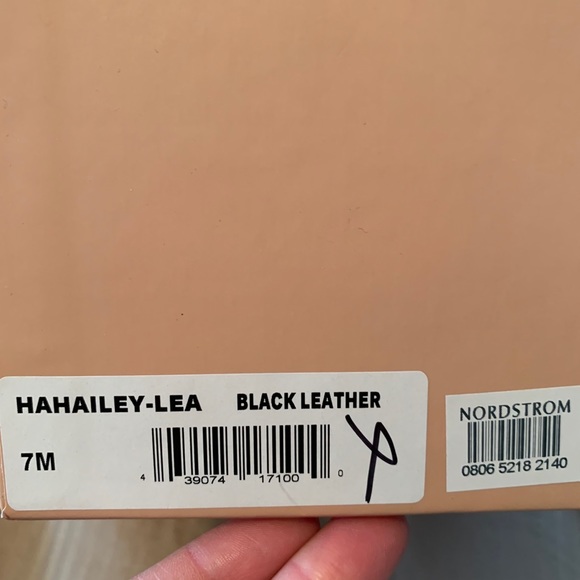 HAHAILEY-LEA BLACK LEATHER
7M
4 39074 17100 0
NORDSTROM
0806 5218 2140